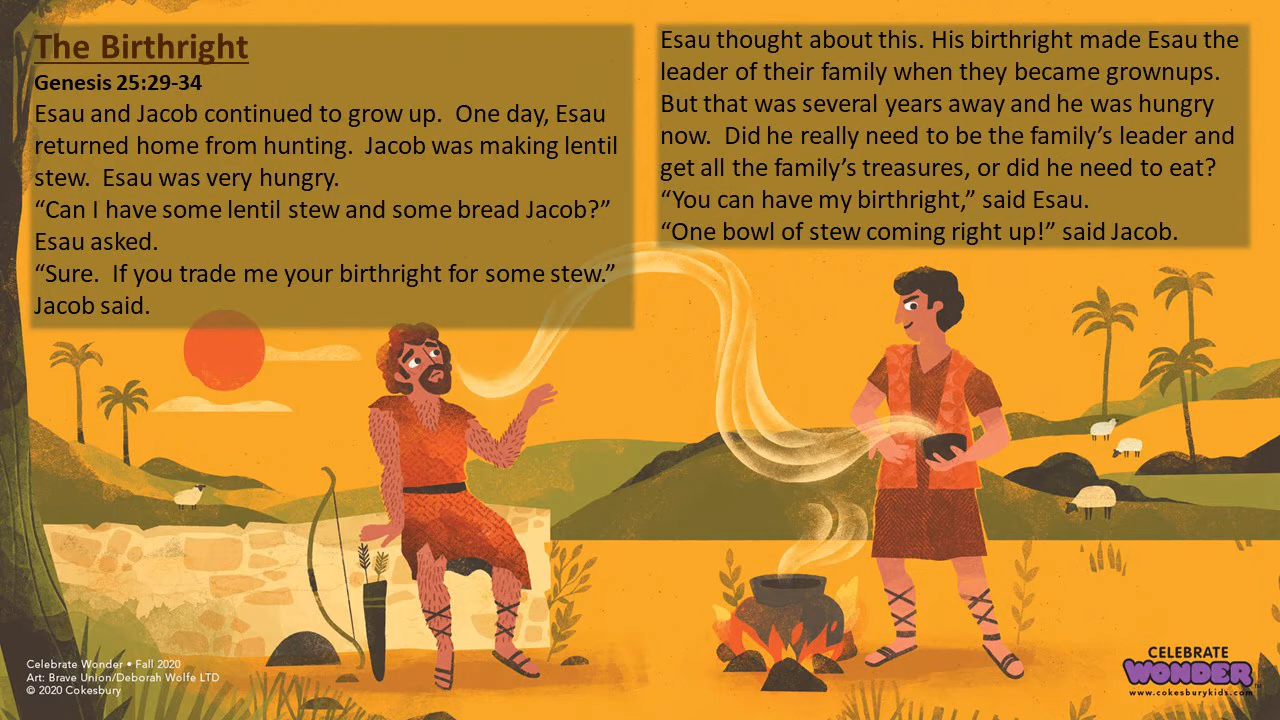 The Birthright
Genesis 25:29-34
Esau and Jacob continued to grow up.  One day, Esau
returned home from hunting.  Jacob was making lentil
stew.  Esau was very hungry.
“Can I have some lentil stew and some bread Jacob?”
Esau asked.
“Sure.  If you trade me your birthright for some stew.”
Jacob said.
Esau thought about this. His birthright made Esau the
leader of their family when they became grownups.
But that was several years away and he was hungry
now.  Did he really need to be the family’s leader and
get all the family’s treasures, or did he need to eat?
“You can have my birthright,” said Esau.
“One bowl of stew coming right up!” said Jacob.
Celebrate Wonder • Fall 2020
Art: Brave Union/Deborah Wolfe LTD
© 2020 Cokesbury
CELEBRATE
WONDER™
www.cokesburykids.com